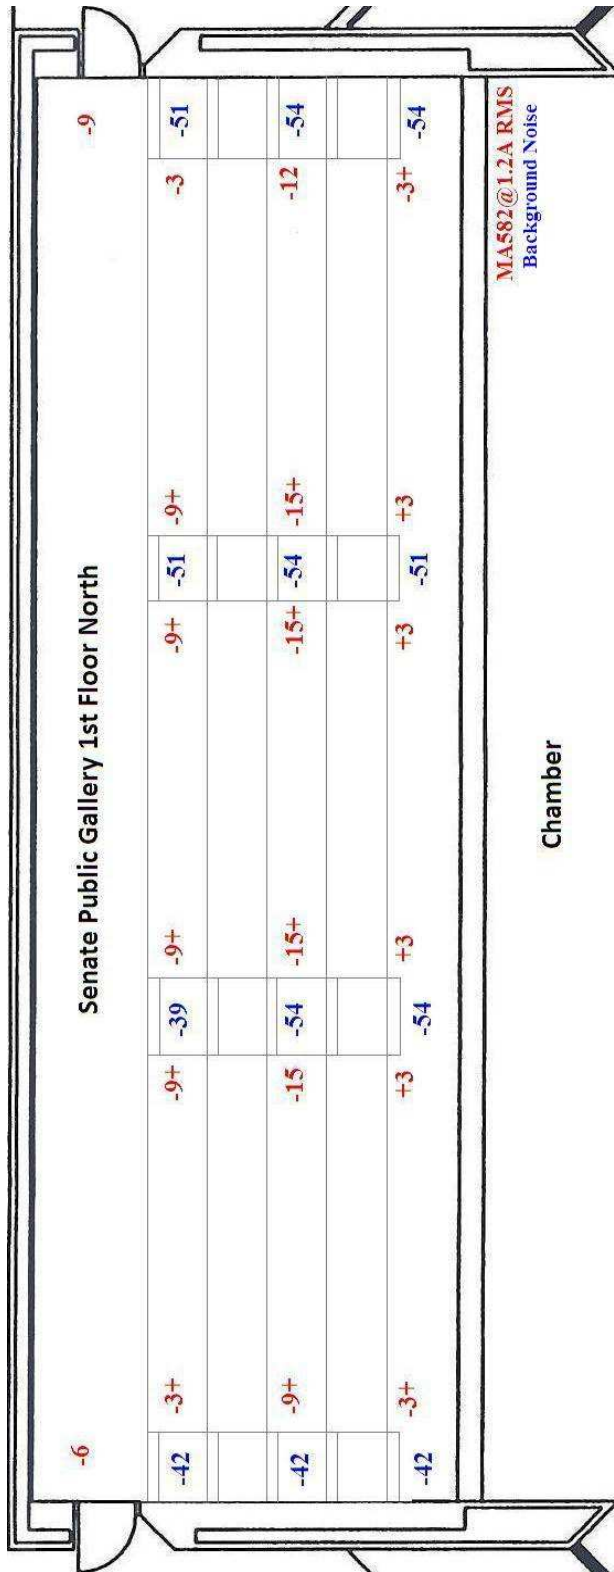 -6 Senate Public Gallery 1st Floor North -9
-42 -3+ -9+ -39 -9+ -9+ -51 -9+ -3 -51
-42 -9+ -15 -54 -15+ -15+ -54 -15+ -12 -54
-42 -3+ +3 -54 +3 +3 -51 +3 -3+ -54
MA582@1.2A RMS
Background Noise
Chamber